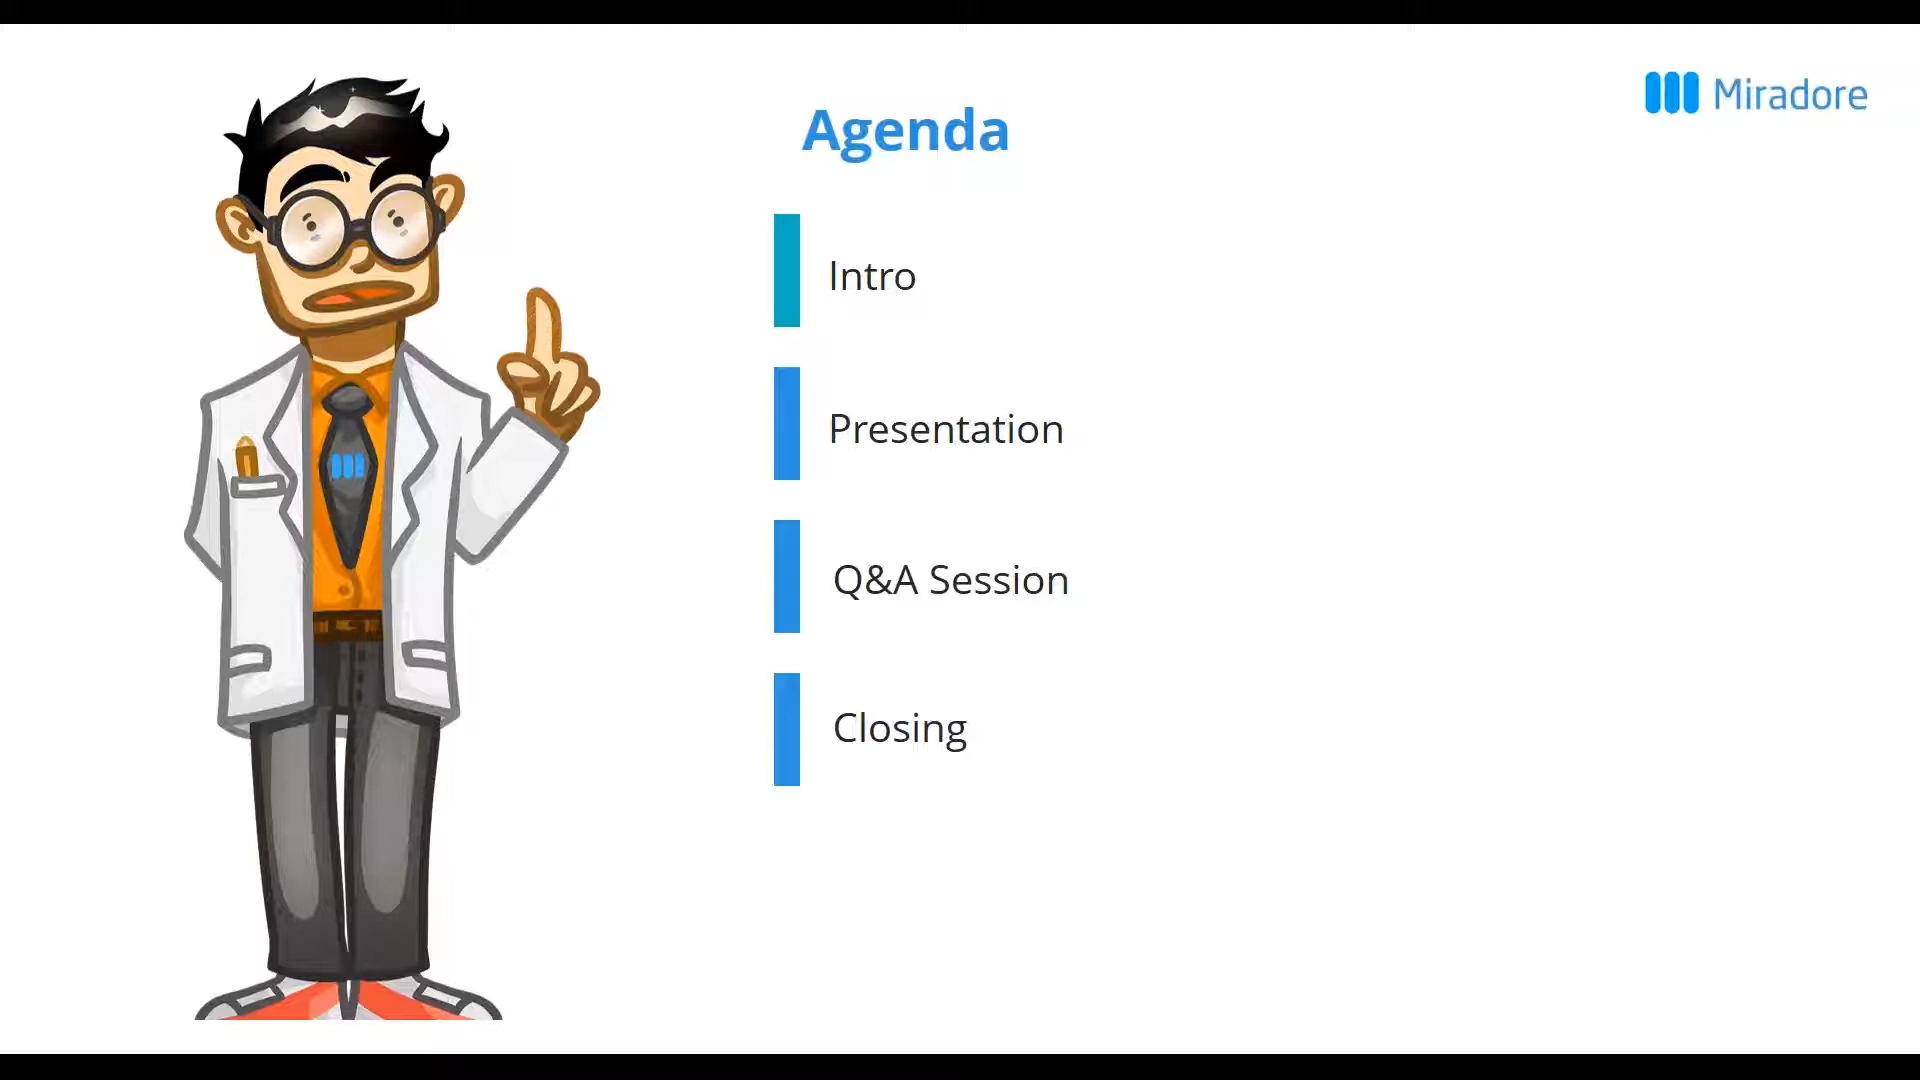 Miradore
Agenda
Intro
Presentation
Q&A Session
Closing